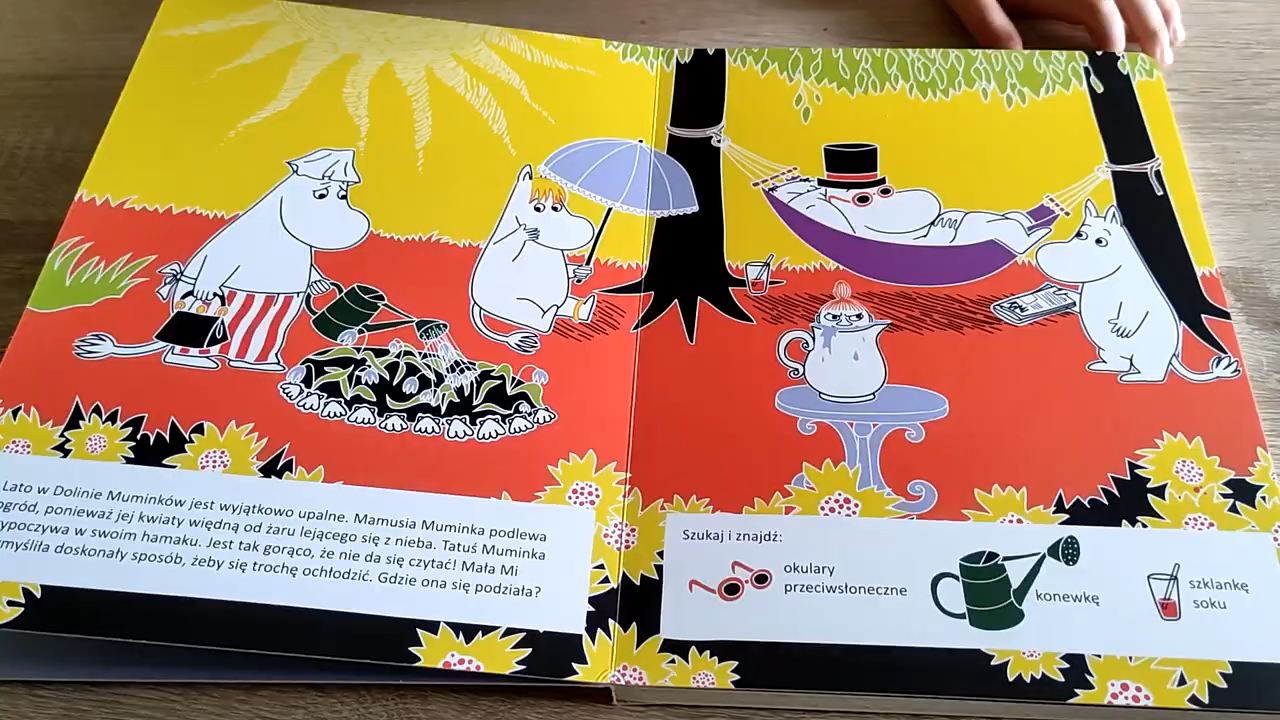 Lato w Dolinie Muminków jest wyjątkowo upalne. Mamusia Muminka podlewa
ogród, ponieważ jej kwiaty więdną od żaru lejącego się z nieba. Tatuś Muminka
wypoczywa w swoim hamaku. Jest tak gorąco, że nie da się czytać! Mała Mi
wymyśliła doskonały sposób, żeby się trochę ochłodzić. Gdzie ona się podziała?
Szukaj i znajdź:
okulary
przeciwsłoneczne
konewkę
szklankę
soku